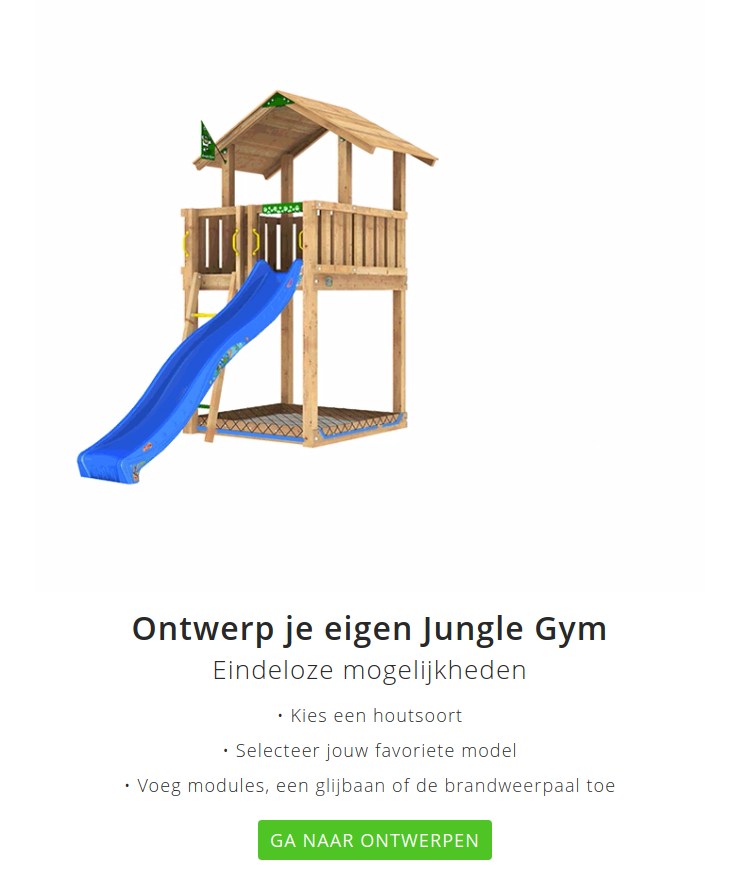 Ontwerp je eigen Jungle Gym
Eindeloze mogelijkheden
• Kies een houtsoort
• Selecteer jouw favoriete model
• Voeg modules, een glijbaan of de brandweerpaal toe
GA NAAR ONTWERPEN